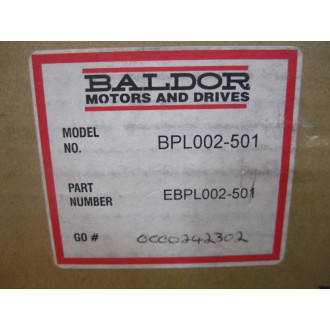 BALDOR
MOTORS AND DRIVES
MODEL
NO. BPL002-501
PART
NUMBER EBPL002-501
GO # 0000242302